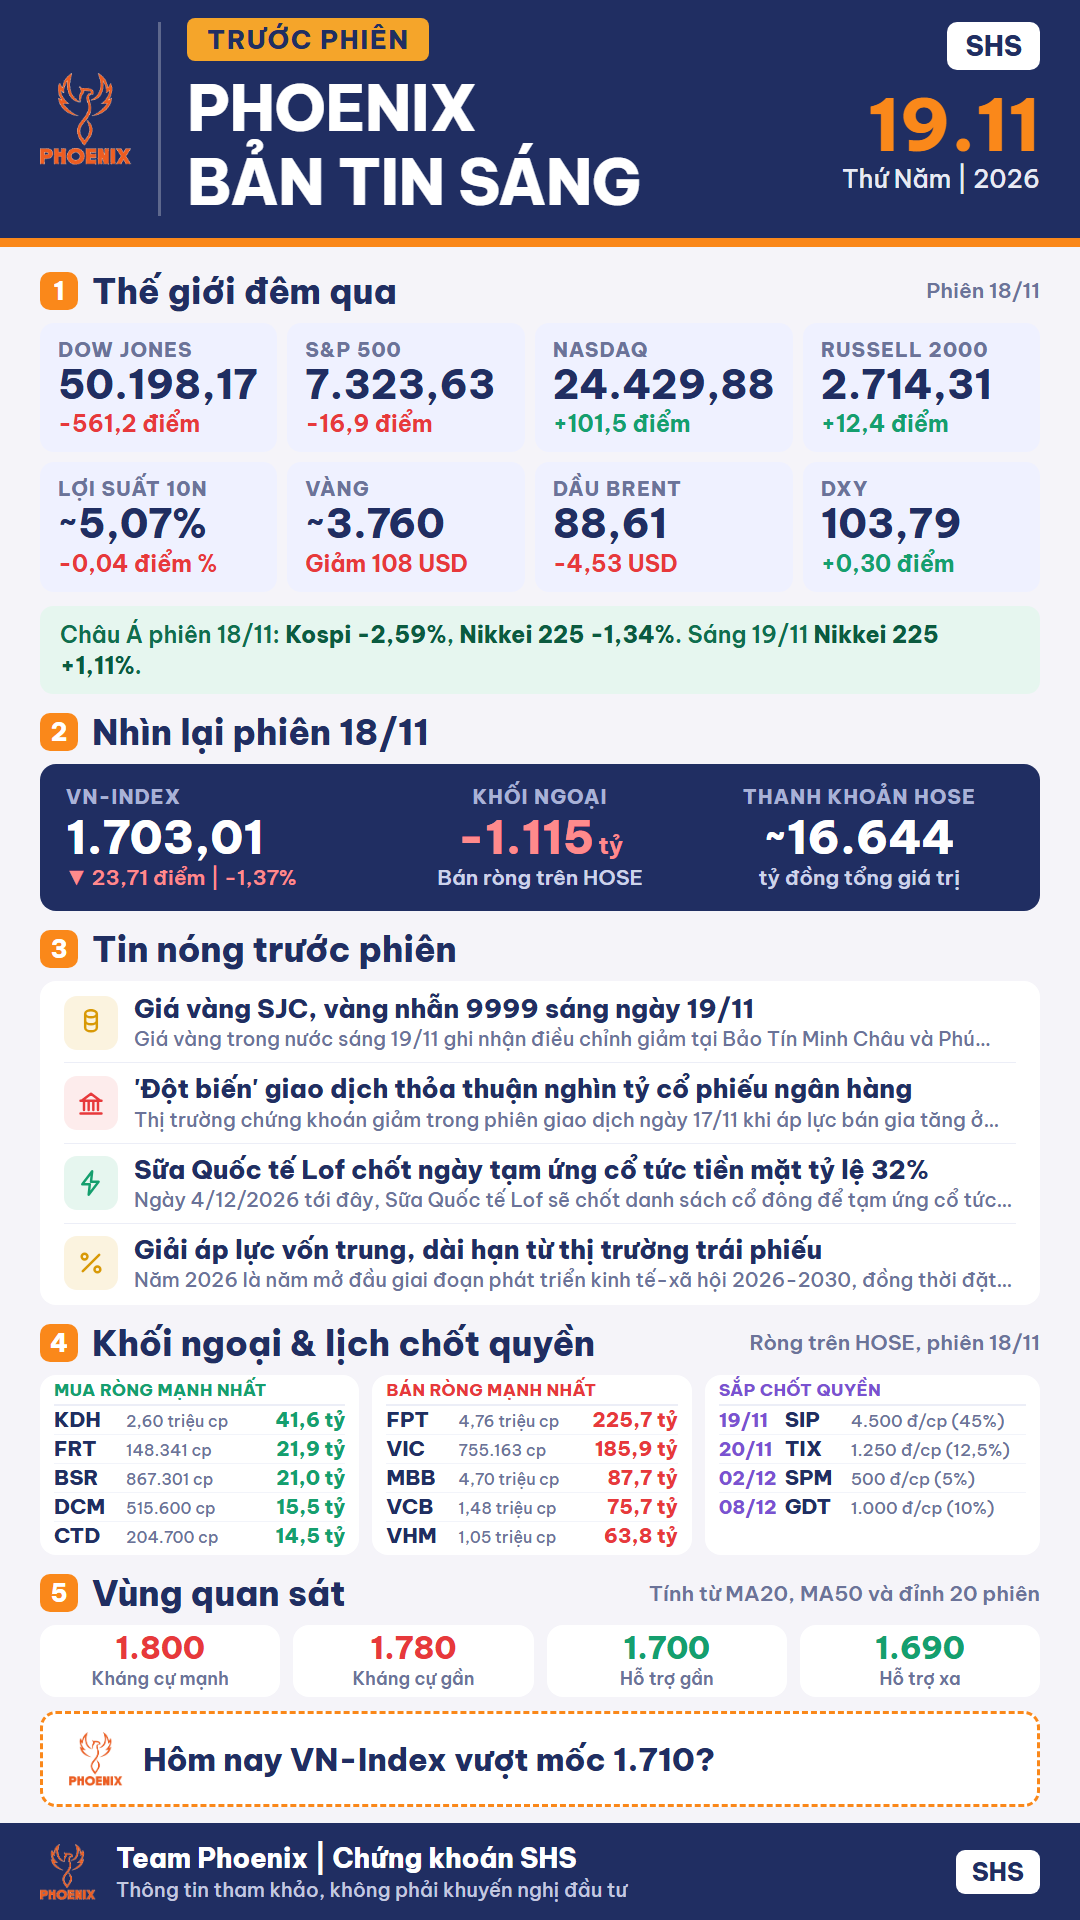 TRƯỚC PHIÊN
PHOENIX
PHOENIX
BẢN TIN SÁNG
SHS
19.11
Thứ Năm | 2026
1 Thế giới đêm qua
Phiên 18/11
DOW JONES
50.198,17
-561,2 điểm
S&P 500
7.323,63
-16,9 điểm
NASDAQ
24.429,88
+101,5 điểm
RUSSELL 2000
2.714,31
+12,4 điểm
LỢI SUẤT 10N
~5,07%
-0,04 điểm %
VÀNG
~3.760
Giảm 108 USD
DẦU BRENT
88,61
-4,53 USD
DXY
103,79
+0,30 điểm
Châu Á phiên 18/11: Kospi -2,59%, Nikkei 225 -1,34%. Sáng 19/11 Nikkei 225
+1,11%.
2 Nhìn lại phiên 18/11
VN-INDEX
1.703,01
▼ 23,71 điểm | -1,37%
KHỐI NGOẠI
-1.115 tỷ
Bán ròng trên HOSE
THANH KHOẢN HOSE
~16.644
tỷ đồng tổng giá trị
3 Tin nóng trước phiên
Giá vàng SJC, vàng nhẫn 9999 sáng ngày 19/11
Giá vàng trong nước sáng 19/11 ghi nhận điều chỉnh giảm tại Bảo Tín Minh Châu và Phú...
'Đột biến' giao dịch thỏa thuận nghìn tỷ cổ phiếu ngân hàng
Thị trường chứng khoán giảm trong phiên giao dịch ngày 17/11 khi áp lực bán gia tăng ở...
Sữa Quốc tế Lof chốt ngày tạm ứng cổ tức tiền mặt tỷ lệ 32%
Ngày 4/12/2026 tới đây, Sữa Quốc tế Lof sẽ chốt danh sách cổ đông để tạm ứng cổ tức...
Giải áp lực vốn trung, dài hạn từ thị trường trái phiếu
Năm 2026 là năm mở đầu giai đoạn phát triển kinh tế-xã hội 2026-2030, đồng thời đặt...
4 Khối ngoại & lịch chốt quyền
Ròng trên HOSE, phiên 18/11
MUA RÒNG MẠNH NHẤT
KDH 2,60 triệu cp 41,6 tỷ
FRT 148.341 cp 21,9 tỷ
BSR 867.301 cp 21,0 tỷ
DCM 515.600 cp 15,5 tỷ
CTD 204.700 cp 14,5 tỷ
BÁN RÒNG MẠNH NHẤT
FPT 4,76 triệu cp 225,7 tỷ
VIC 755.163 cp 185,9 tỷ
MBB 4,70 triệu cp 87,7 tỷ
VCB 1,48 triệu cp 75,7 tỷ
VHM 1,05 triệu cp 63,8 tỷ
SẮP CHỐT QUYỀN
19/11 SIP 4.500 đ/cp (45%)
20/11 TIX 1.250 đ/cp (12,5%)
02/12 SPM 500 đ/cp (5%)
08/12 GDT 1.000 đ/cp (10%)
5 Vùng quan sát
Tính từ MA20, MA50 và đỉnh 20 phiên
1.800
Kháng cự mạnh
1.780
Kháng cự gần
1.700
Hỗ trợ gần
1.690
Hỗ trợ xa
PHOENIX
Hôm nay VN-Index vượt mốc 1.710?
PHOENIX
Team Phoenix | Chứng khoán SHS
Thông tin tham khảo, không phải khuyến nghị đầu tư
SHS